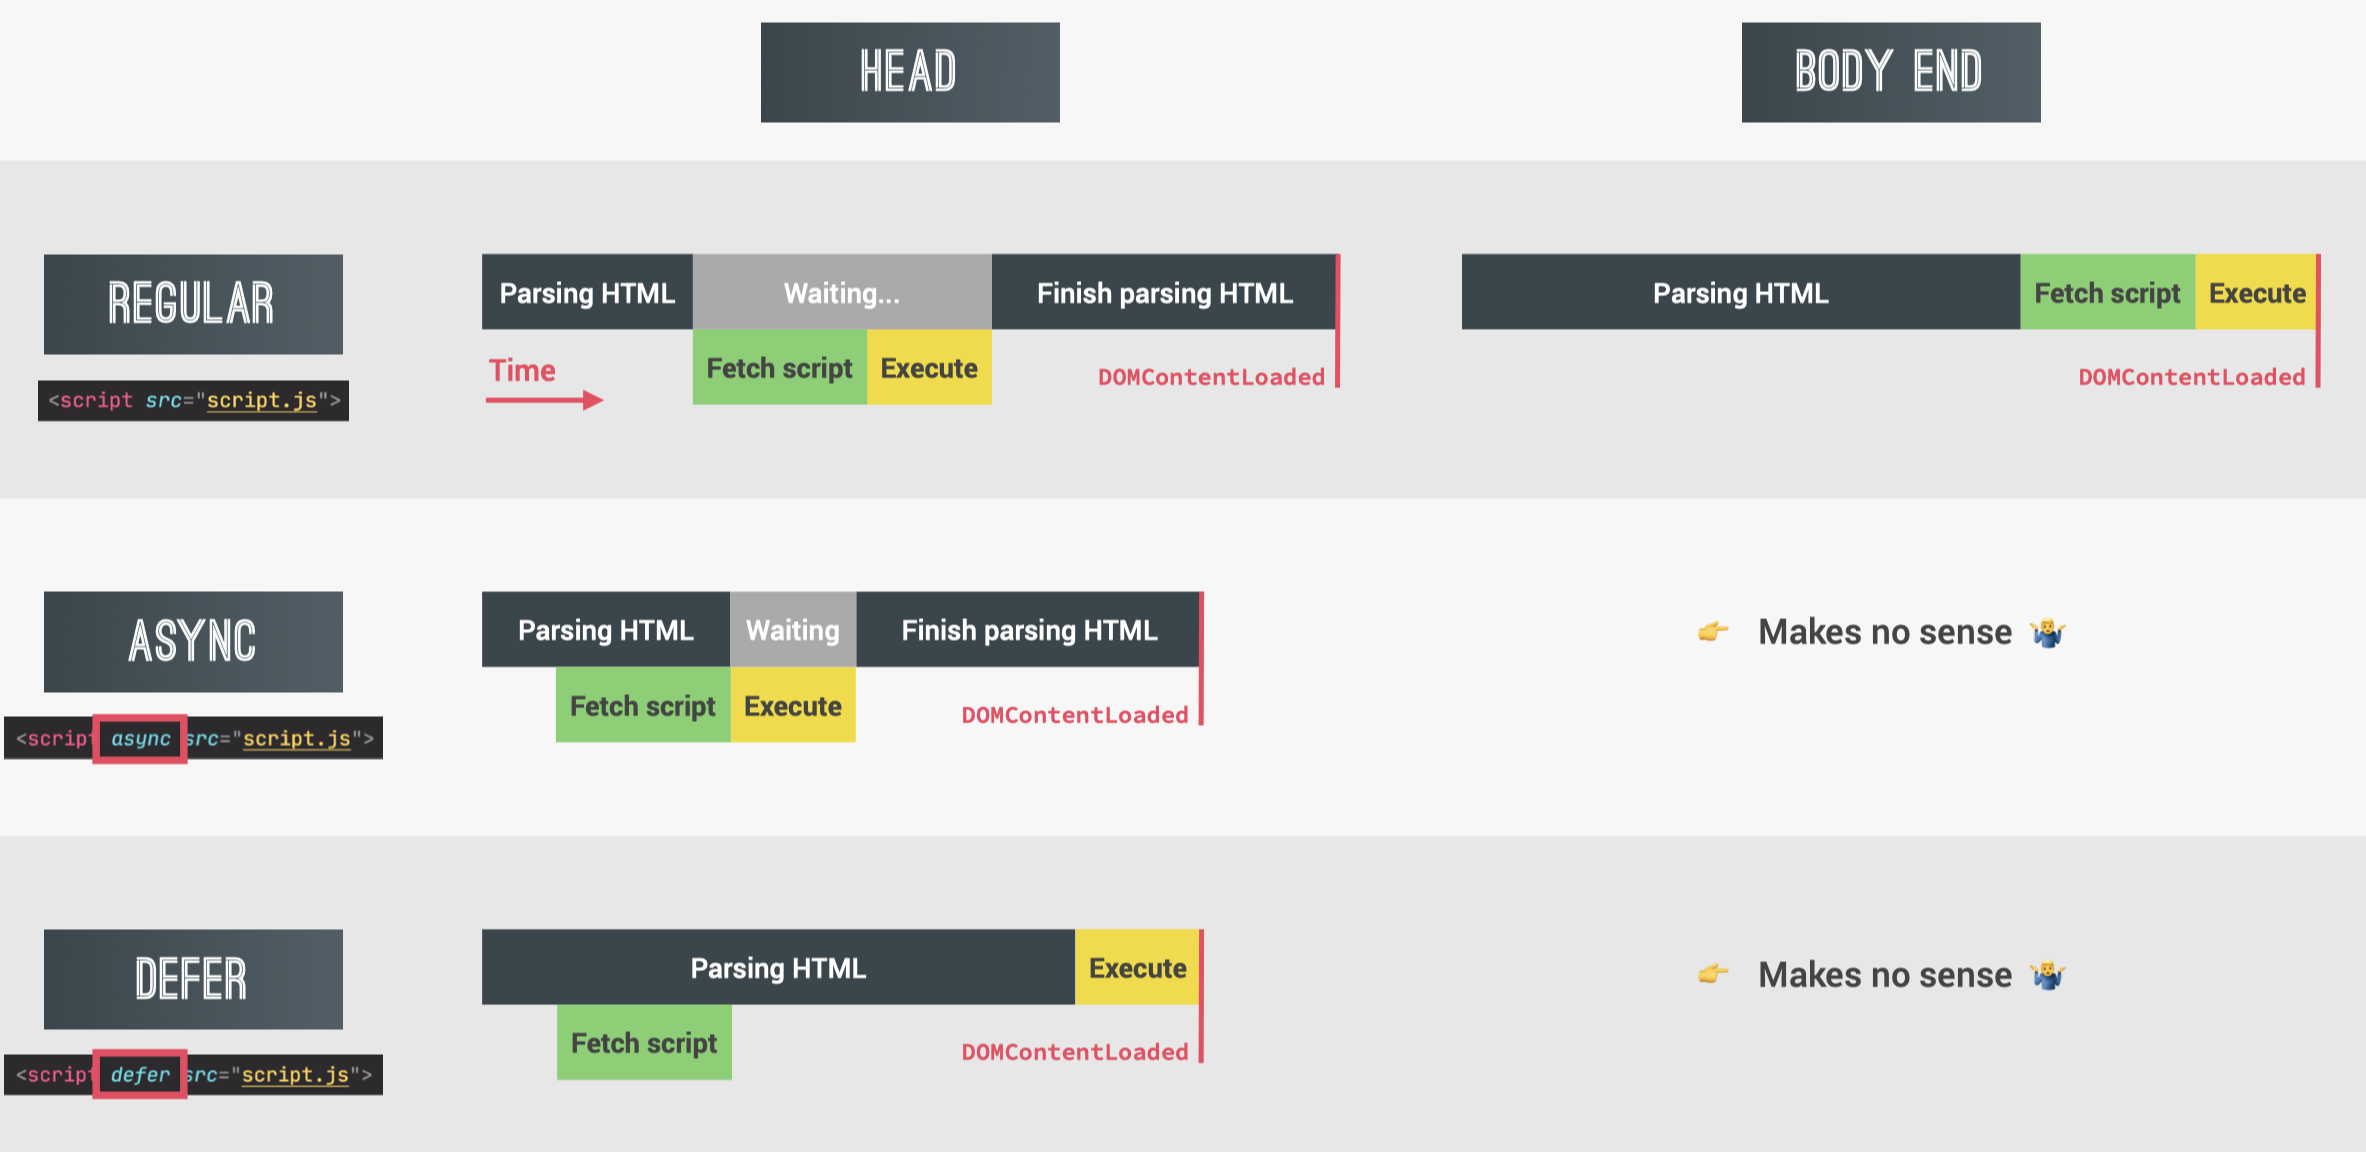 HEAD
BODY END
REGULAR
<script src="script.js">
Parsing HTML
Waiting...
Finish parsing HTML
Fetch script
Execute
Time
DOMContentLoaded
Parsing HTML
Fetch script
Execute
DOMContentLoaded
ASYNC
<script async src="script.js">
Parsing HTML
Waiting
Finish parsing HTML
Fetch script
Execute
DOMContentLoaded
👉 Makes no sense 🤷‍♂️
DEFER
<script defer src="script.js">
Parsing HTML
Execute
Fetch script
DOMContentLoaded
👉 Makes no sense 🤷‍♂️